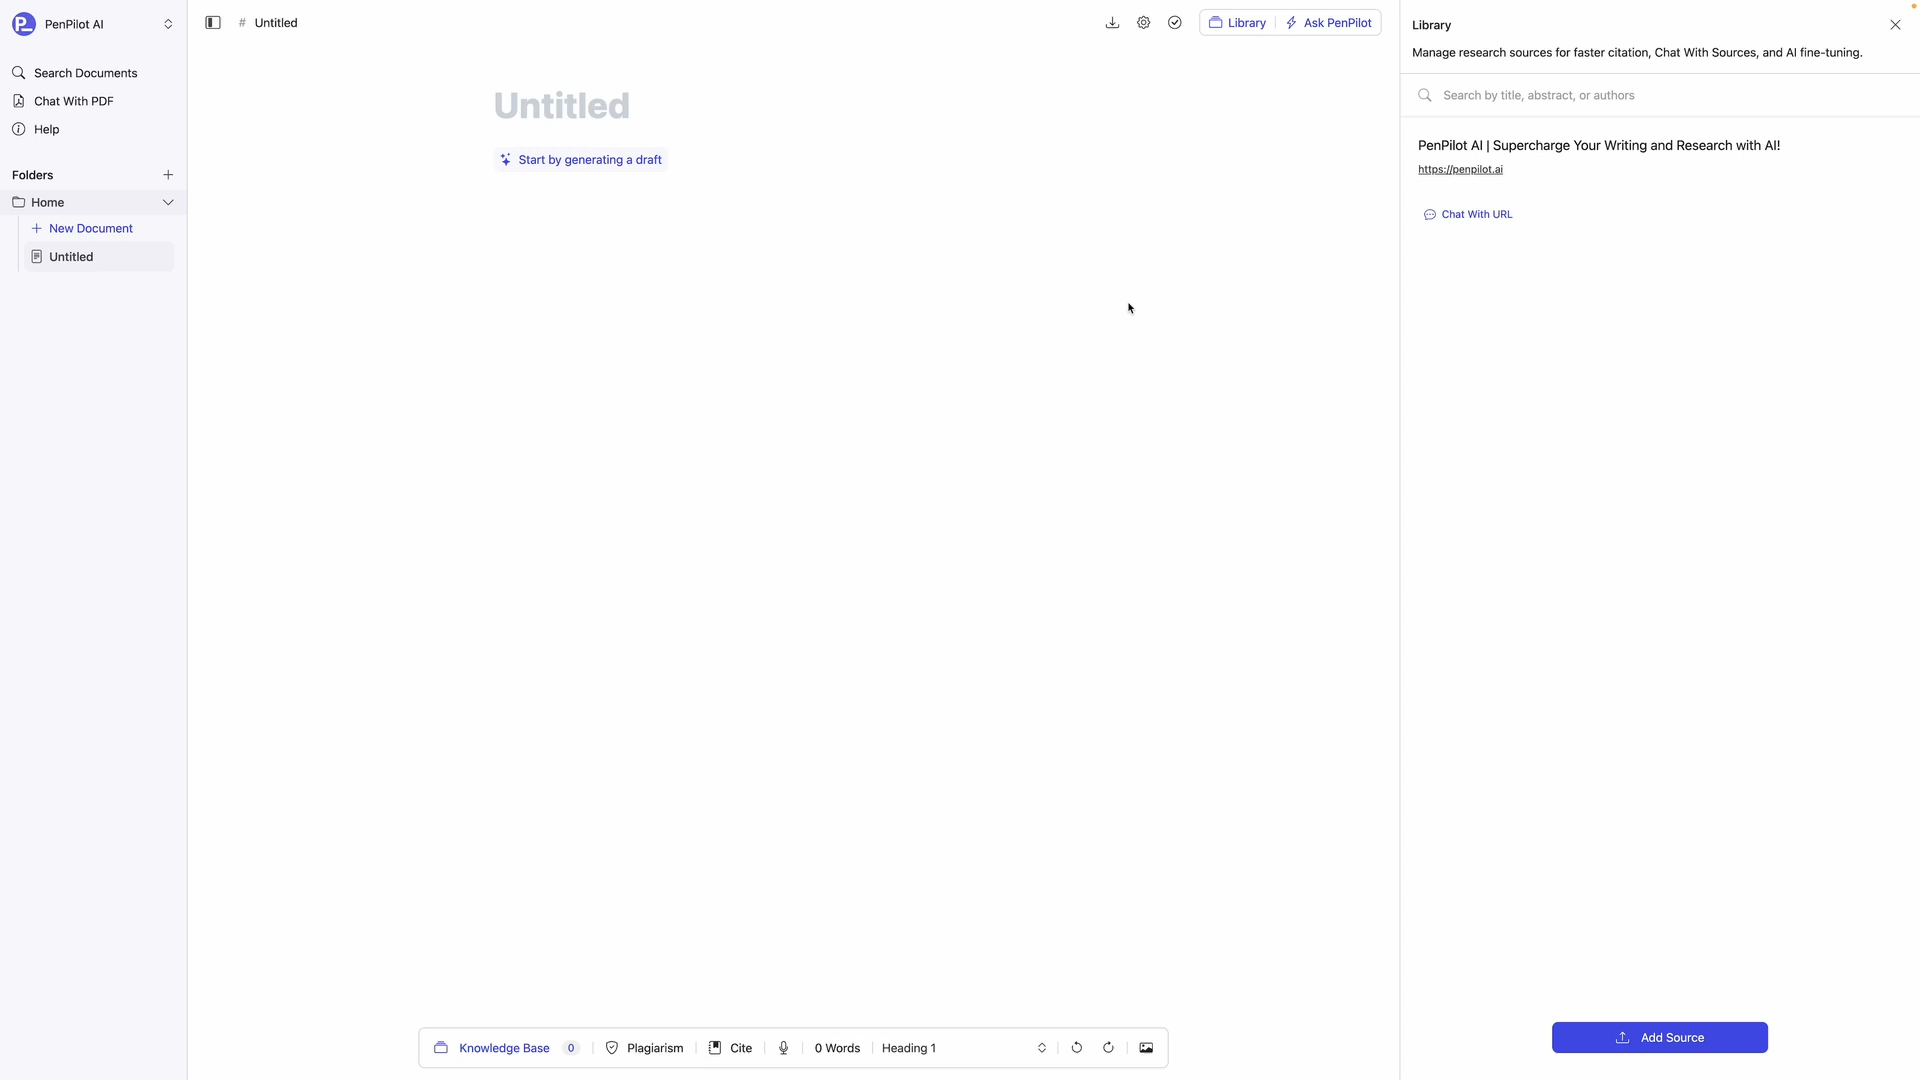 PenPilot AI
Search Documents
Chat With PDF
Help
Folders
Home
New Document
Untitled
# Untitled
Library
Ask PenPilot
Untitled
Start by generating a draft
Knowledge Base 0
Plagiarism
Cite
0 Words
Heading 1
Library
Manage research sources for faster citation, Chat With Sources, and AI fine-tuning.
Search by title, abstract, or authors
PenPilot AI | Supercharge Your Writing and Research with AI!
https://penpilot.ai
Chat With URL
Add Source